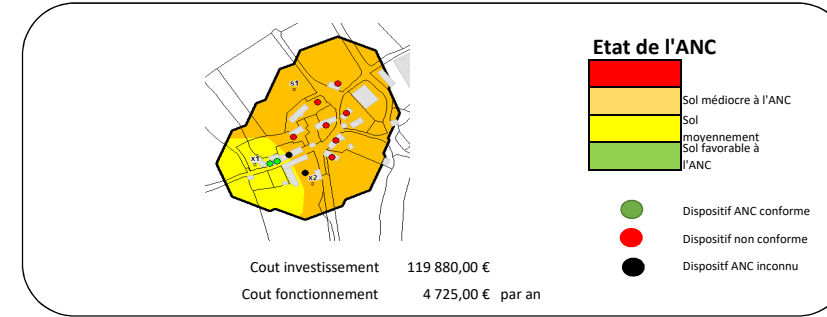 Etat de l'ANC
s1
x1
x2
Sol médiocre à l'ANC
Sol
moyennement
Sol favorable à
l'ANC
Dispositif ANC conforme
Dispositif non conforme
Dispositf ANC inconnu
Cout investissement 119 880,00 €
Cout fonctionnement 4 725,00 € par an